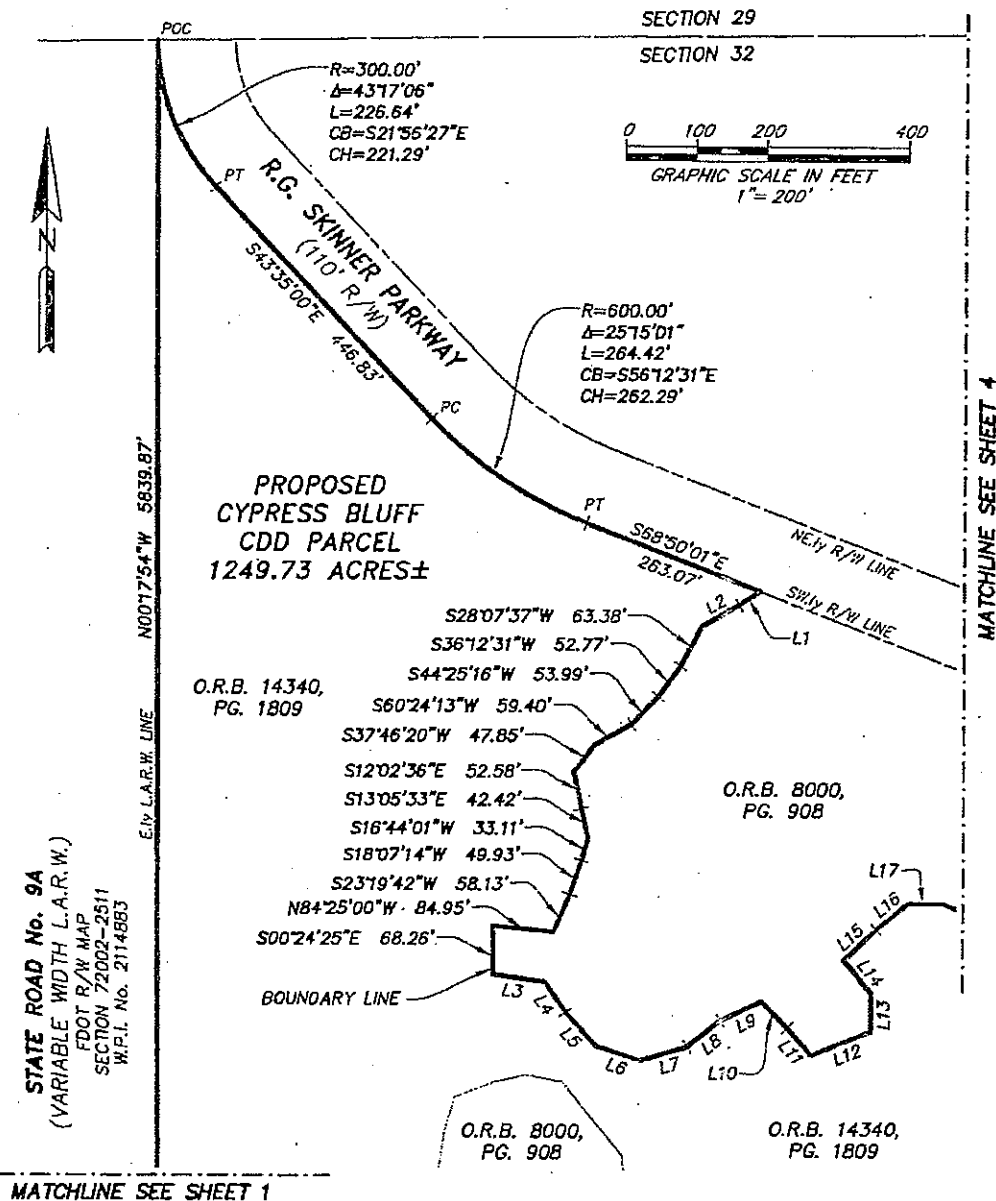 SECTION 29
SECTION 32
POC
R=300.00'
Δ=43°17'06"
L=226.64'
CB=S21°56'27"E
CH=221.29'
0 100 200 400
GRAPHIC SCALE IN FEET
1"= 200'
N
PT
R.G. SKINNER PARKWAY
(110' R/W)
S43°35'00"E
446.83'
R=600.00'
Δ=25°15'01"
L=264.42'
CB=S56°12'31"E
CH=262.29'
PC
MATCHLINE SEE SHEET 4
N00°17'54"W 5839.87'
PROPOSED
CYPRESS BLUFF
CDD PARCEL
1249.73 ACRES±
PT
S68°50'01"E
263.07'
NE.ly R/W LINE
SW.ly R/W LINE
L2
L1
S28°07'37"W 63.38'
S36°12'31"W 52.77'
S44°25'16"W 53.99'
S60°24'13"W 59.40'
S37°46'20"W 47.85'
S12°02'36"E 52.58'
S13°05'33"E 42.42'
S16°44'01"W 33.11'
S18°07'14"W 49.93'
S23°19'42"W 58.13'
N84°25'00"W 84.95'
S00°24'25"E 68.26'
BOUNDARY LINE
O.R.B. 14340,
PG. 1809
E.ly L.A.R.W. LINE
O.R.B. 8000,
PG. 908
STATE ROAD No. 9A
(VARIABLE WIDTH L.A.R.W.)
FDOT R/W MAP
SECTION 72002-2511
W.P.I. No. 2114883
L3
L4
L5
L6
L7
L8
L9
L10
L11
L12
L13
L14
L15
L16
L17
O.R.B. 8000,
PG. 908
O.R.B. 14340,
PG. 1809
MATCHLINE SEE SHEET 1